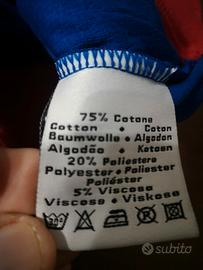 75% Cotone
Cotton • Coton
Baumwolle • Algodon
Algodão • Katoen
20% Poliestere
Polyester • Poliester
Poliéster
5% Viscosa
Viscose • Viskose
subito